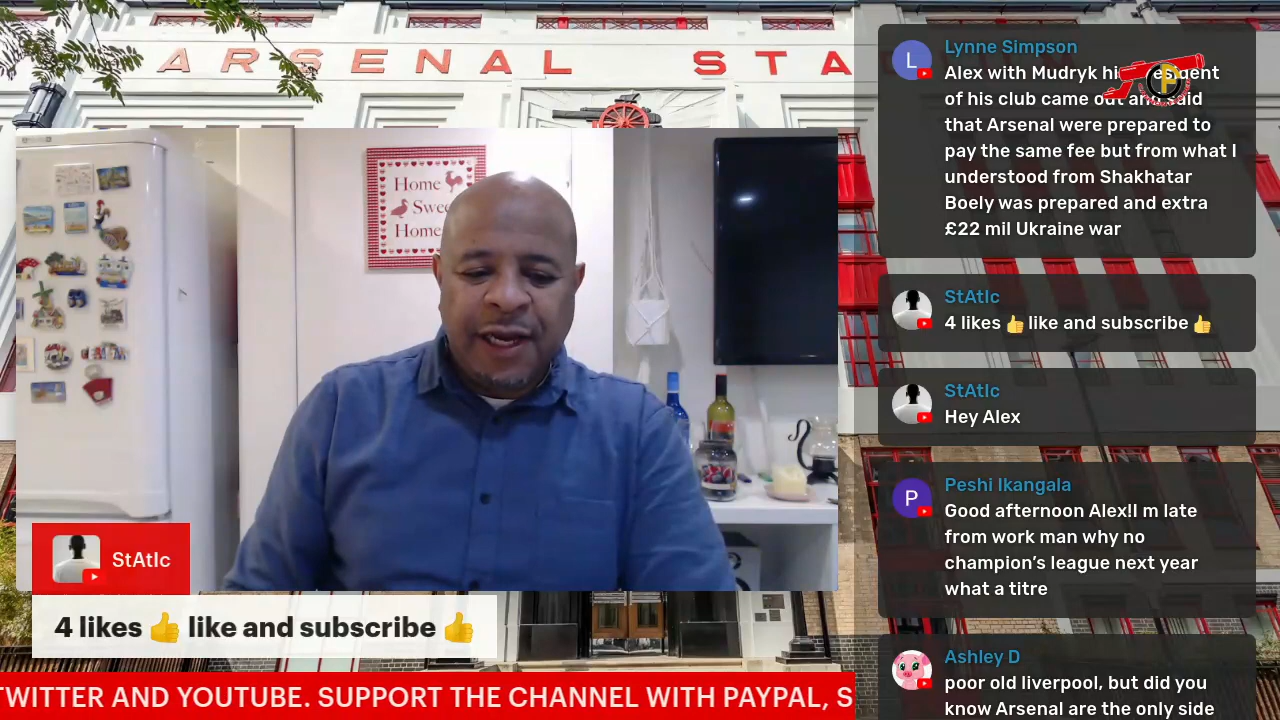 ARSENAL STA
Home
Swee
Home
StAtIc
4 likes 👍 like and subscribe 👍
TWITTER AND YOUTUBE. SUPPORT THE CHANNEL WITH PAYPAL, S
Lynne Simpson
Alex with Mudryk
of his club came out
that Arsenal were prepared to
pay the same fee but from what I
understood from Shakhatar
Boely was prepared and extra
£22 mil Ukraine war
StAtIc
4 likes 👍 like and subscribe 👍
StAtIc
Hey Alex
Peshi Ikangala
Good afternoon Alex!I m late
from work man why no
champion’s league next year
what a titre
Ashley D
poor old liverpool, but did you
know Arsenal are the only side